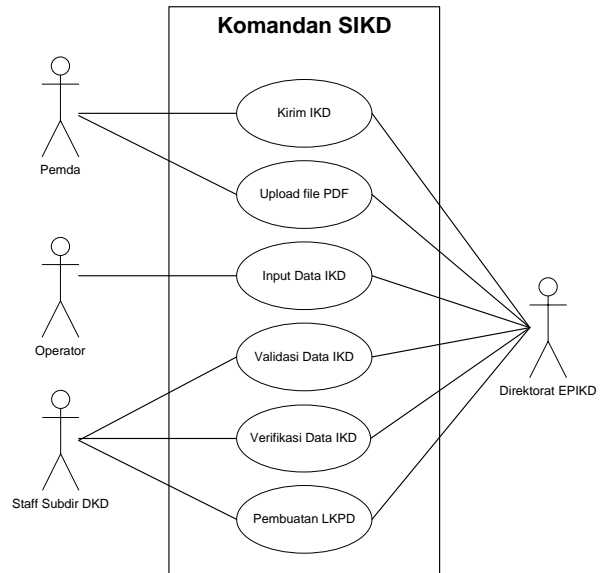 Komandan SIKD
Kirim IKD
Pemda
Upload file PDF
Input Data IKD
Operator
Validasi Data IKD
Direktorat EPIKD
Verifikasi Data IKD
Staff Subdir DKD
Pembuatan LKPD